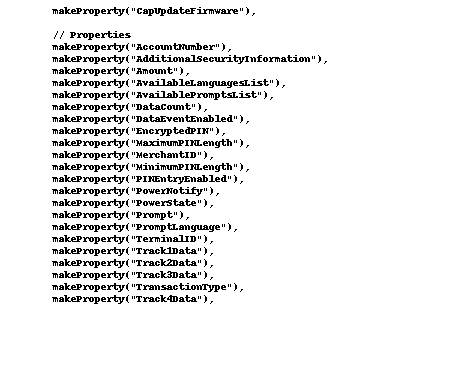 makeProperty("CapUpdateFirmware"),
// Properties
makeProperty("AccountNumber"),
makeProperty("AdditionalSecurityInformation"),
makeProperty("Amount"),
makeProperty("AvailableLanguagesList"),
makeProperty("AvailablePromptsList"),
makeProperty("DataCount"),
makeProperty("DataEventEnabled"),
makeProperty("EncryptedPIN"),
makeProperty("MaximumPINLength"),
makeProperty("MerchantID"),
makeProperty("MinimumPINLength"),
makeProperty("PINEntryEnabled"),
makeProperty("PowerNotify"),
makeProperty("PowerState"),
makeProperty("Prompt"),
makeProperty("PromptLanguage"),
makeProperty("TerminalID"),
makeProperty("Track1Data"),
makeProperty("Track2Data"),
makeProperty("Track3Data"),
makeProperty("TransactionType"),
makeProperty("Track4Data"),